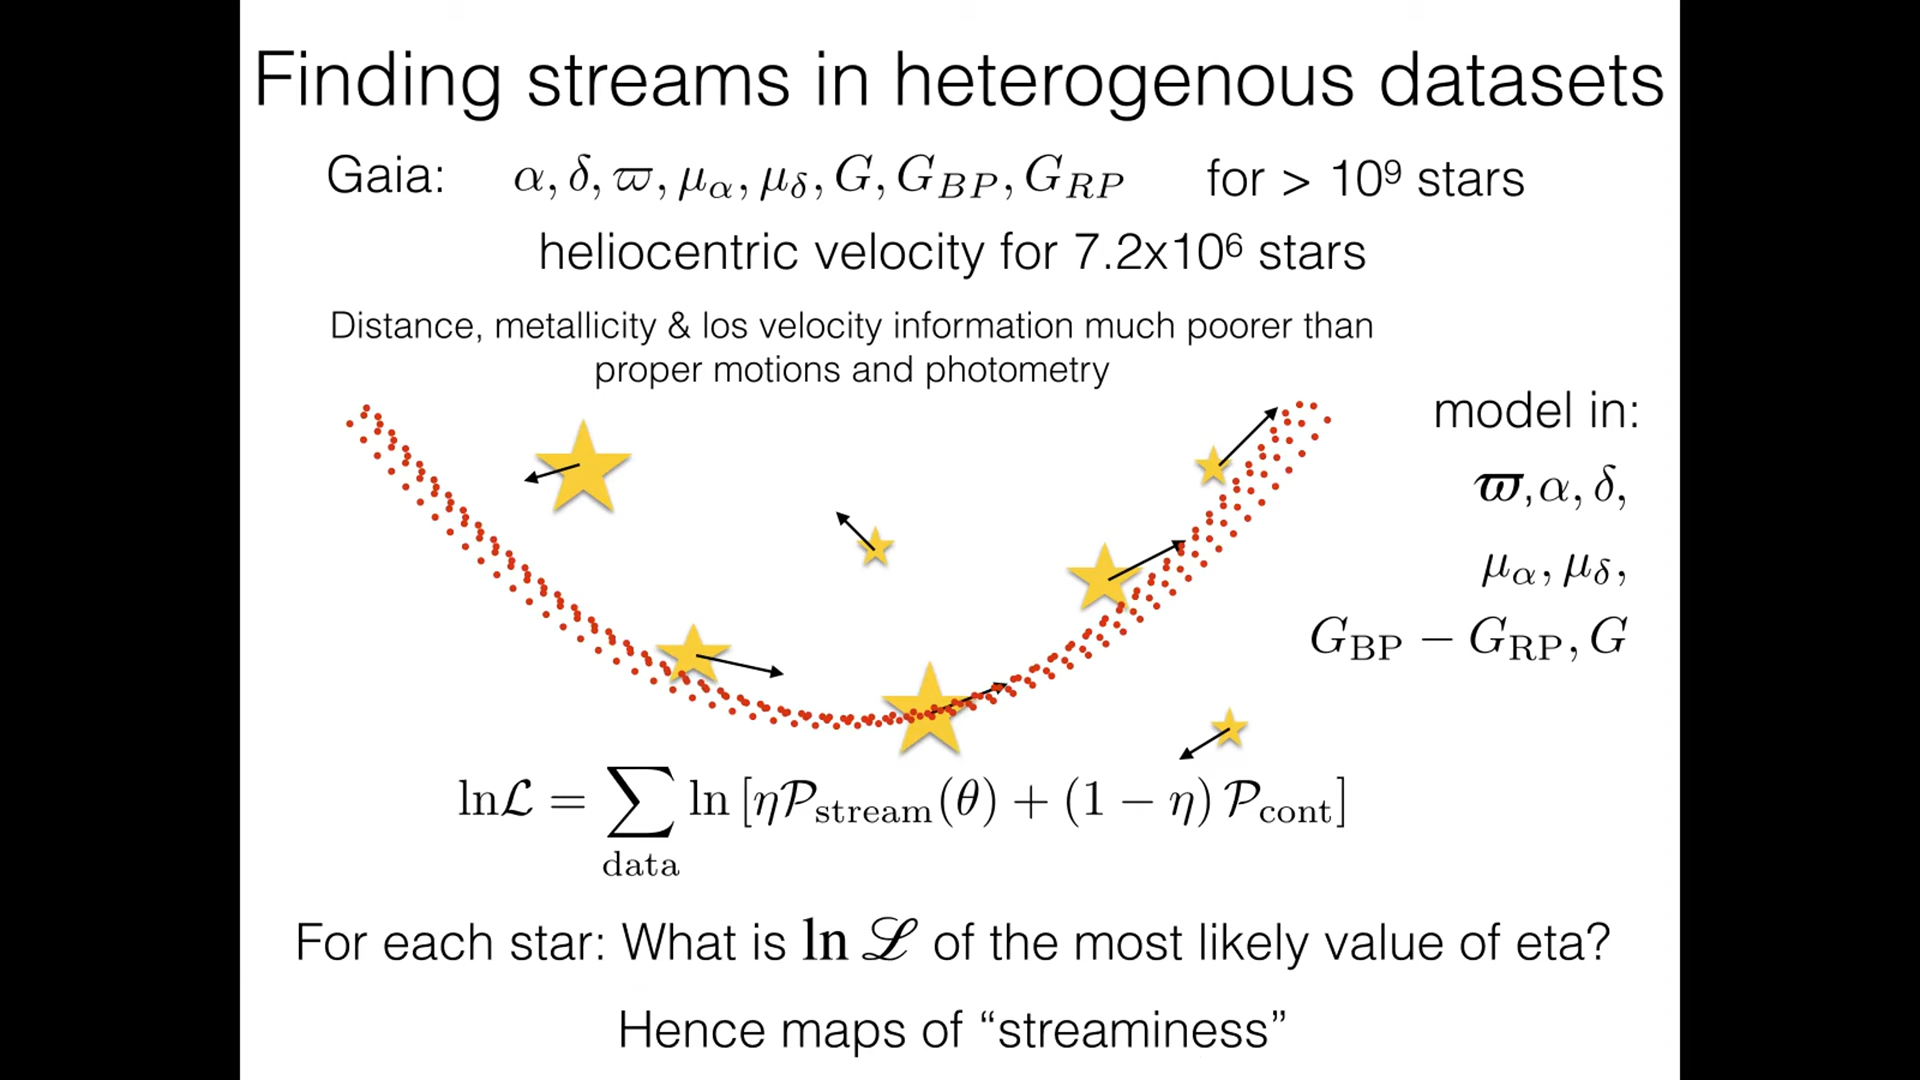 Finding streams in heterogenous datasets
Gaia: α, δ, ϖ, μ_α, μ_δ, G, G_BP, G_RP for > 10⁹ stars
heliocentric velocity for 7.2x10⁶ stars
Distance, metallicity & los velocity information much poorer than
proper motions and photometry
model in:
ϖ, α, δ,
μ_α, μ_δ,
G_BP − G_RP, G
lnℒ = ∑ ln [η𝒫_stream(θ) + (1 − η) 𝒫_cont]
data
For each star: What is ln ℒ of the most likely value of eta?
Hence maps of “streaminess”